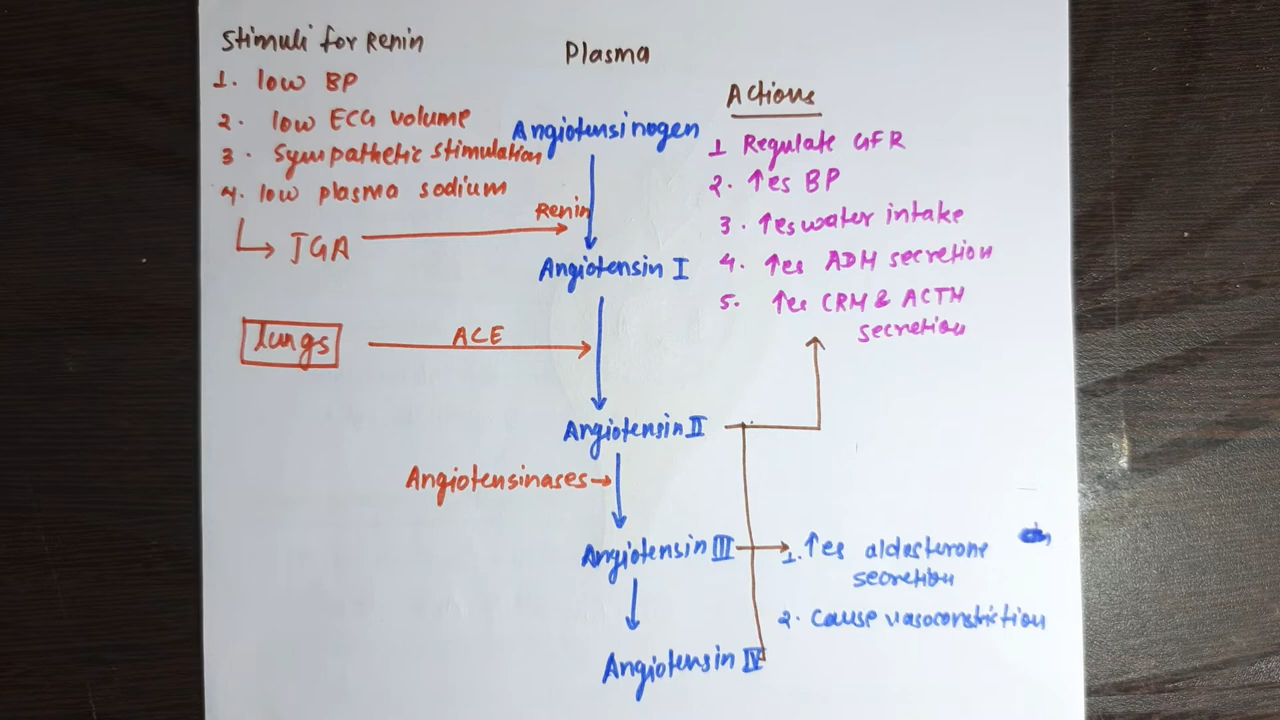 Stimuli for Renin
1. low BP
2. low ECG volume
3. Sympathetic stimulation
4. low plasma sodium
JGA
Renin
lungs
ACE
Plasma
Angiotensinogen
Angiotensin I
Angiotensin II
Angiotensinases
Angiotensin III
Angiotensin IV
Actions
1 Regulate GFR
2. ↑es BP
3. ↑es water intake
4. ↑es ADH secretion
5. ↑es CRH & ACTH
secretion
1. ↑es aldosterone
secretion
2. Cause vasoconstriction